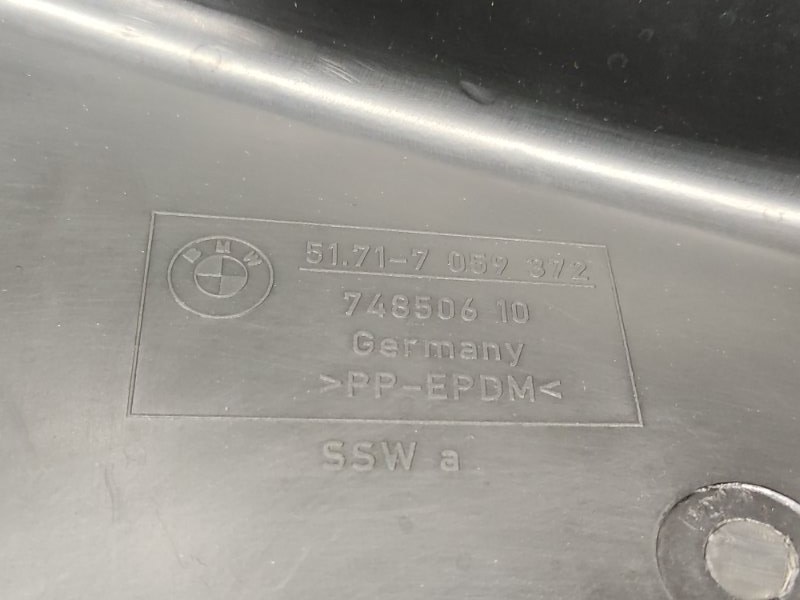 BMW
51.71-7 059 372
748506 10
Germany
>PP-EPDM<
SSW a